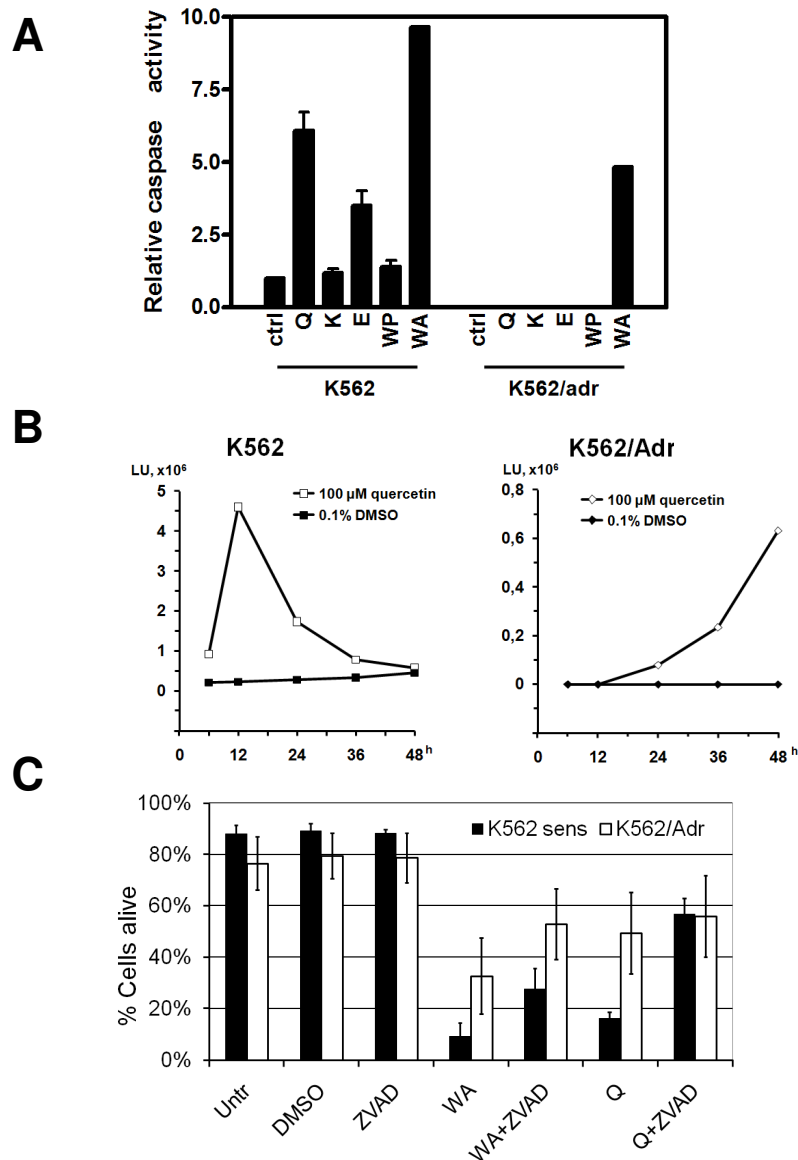 A
Relative caspase activity
10.0
7.5
5.0
2.5
0.0
ctrl Q K E WP WA ctrl Q K E WP WA
K562 K562/adr
B
K562
LU, x10⁶
5
4
3
2
1
0
100 µM quercetin
0.1% DMSO
0 12 24 36 48 h
K562/Adr
LU, x10⁶
0,8
0,6
0,4
0,2
0
100 µM quercetin
0.1% DMSO
0 12 24 36 48 h
C
% Cells alive
100%
80%
60%
40%
20%
0%
K562 sens K562/Adr
Untr DMSO ZVAD WA WA+ZVAD Q Q+ZVAD